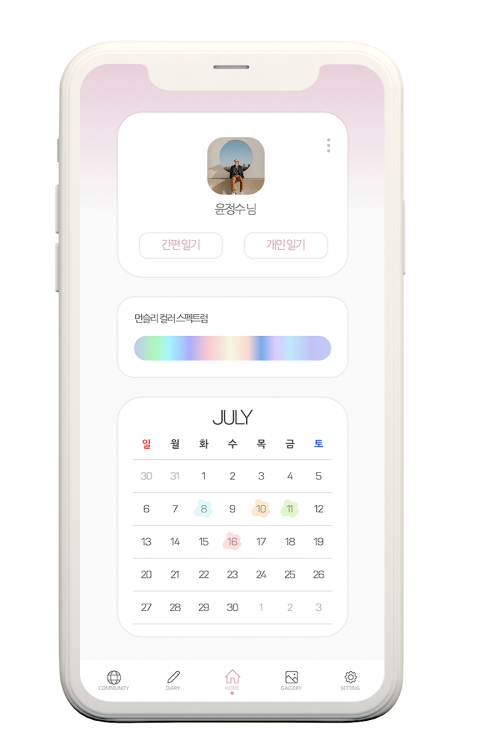 윤정수 님
간편 일기 개인 일기
먼슬리 컬러 스펙트럼
JULY
일 월 화 수 목 금 토
30 31 1 2 3 4 5
6 7 8 9 10 11 12
13 14 15 16 17 18 19
20 21 22 23 24 25 26
27 28 29 30 1 2 3
COMMUNITY DIARY HOME GALLERY SETTING